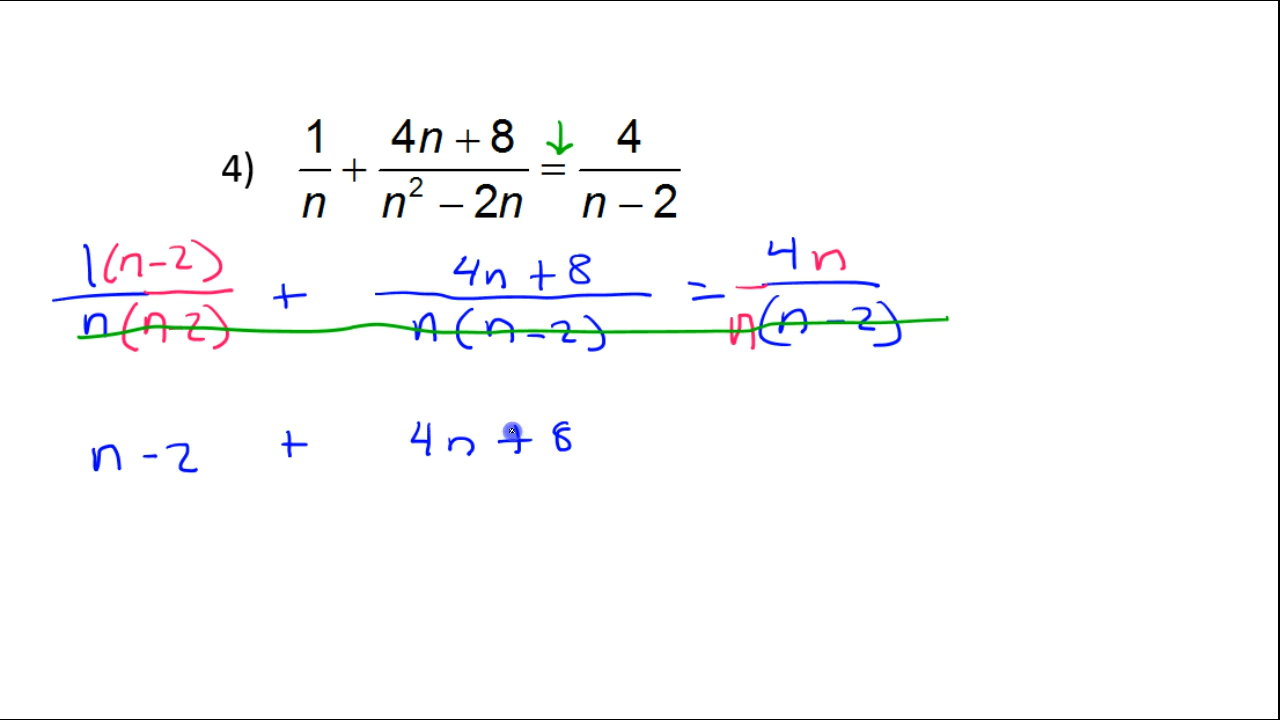 4) 1/n + (4n + 8)/(n² − 2n) = 4/(n − 2)
1(n-2)/n(n-2) + 4n + 8/n(n-2) = 4n/n(n-2)
n-2 + 4n + 8